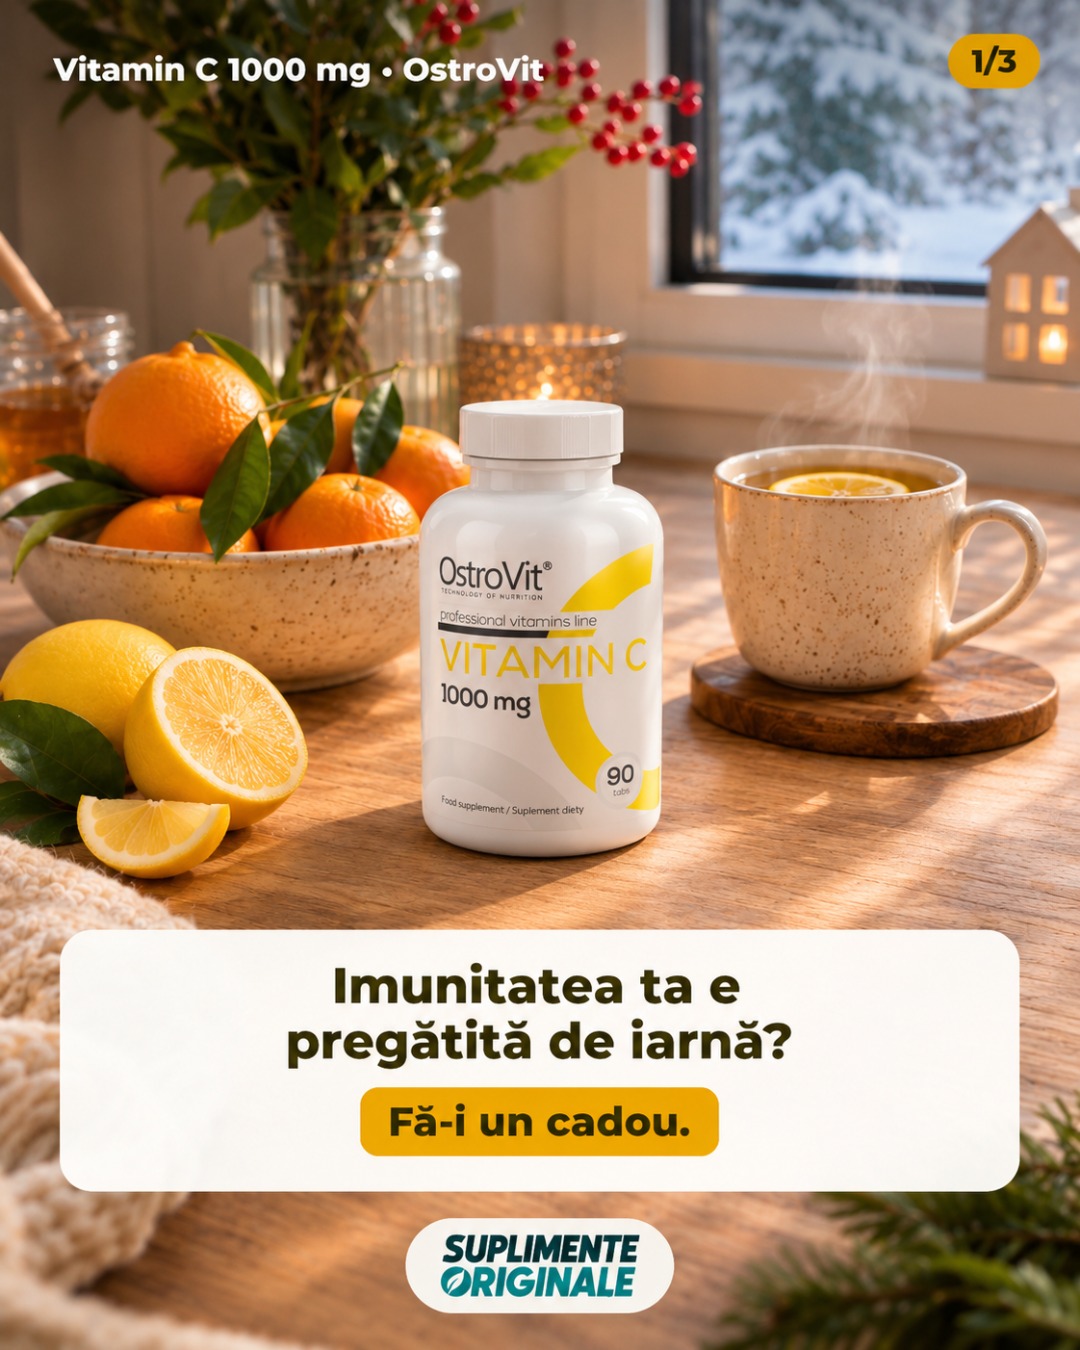 Vitamin C 1000 mg • OstroVit
1/3
OstroVit®
TECHNOLOGY OF NUTRITION
professional vitamins line
VITAMIN C
1000 mg
90
tabs
Food supplement / Suplement diety
Imunitatea ta e
pregătită de iarnă?
Fă-i un cadou.
SUPLIMENTE
ORIGINALE